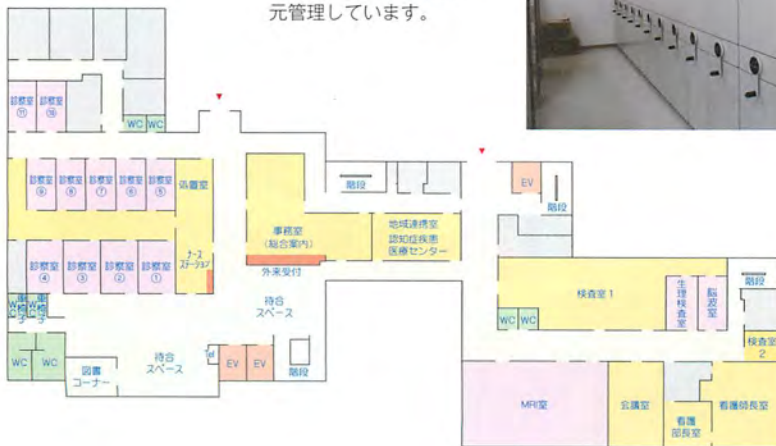 元管理しています。
診察室
⑪
診察室
⑩
WC
WC
診察室
⑨
診察室
⑧
診察室
⑦
診察室
⑥
診察室
⑤
処置室
診察室
④
診察室
③
診察室
②
診察室
①
ナース
ステーション
事務室
(総合案内)
外来受付
階段
地域連携室
認知症疾患
医療センター
EV
階段
待合
スペース
車椅子
WC
車椅子
WC
WC
WC
図書
コーナー
待合
スペース
Tel
EV
EV
階段
検査室1
生理検査室
脳波室
階段
WC
WC
検査室
2
MRI室
会議室
看護
部長室
看護師長室